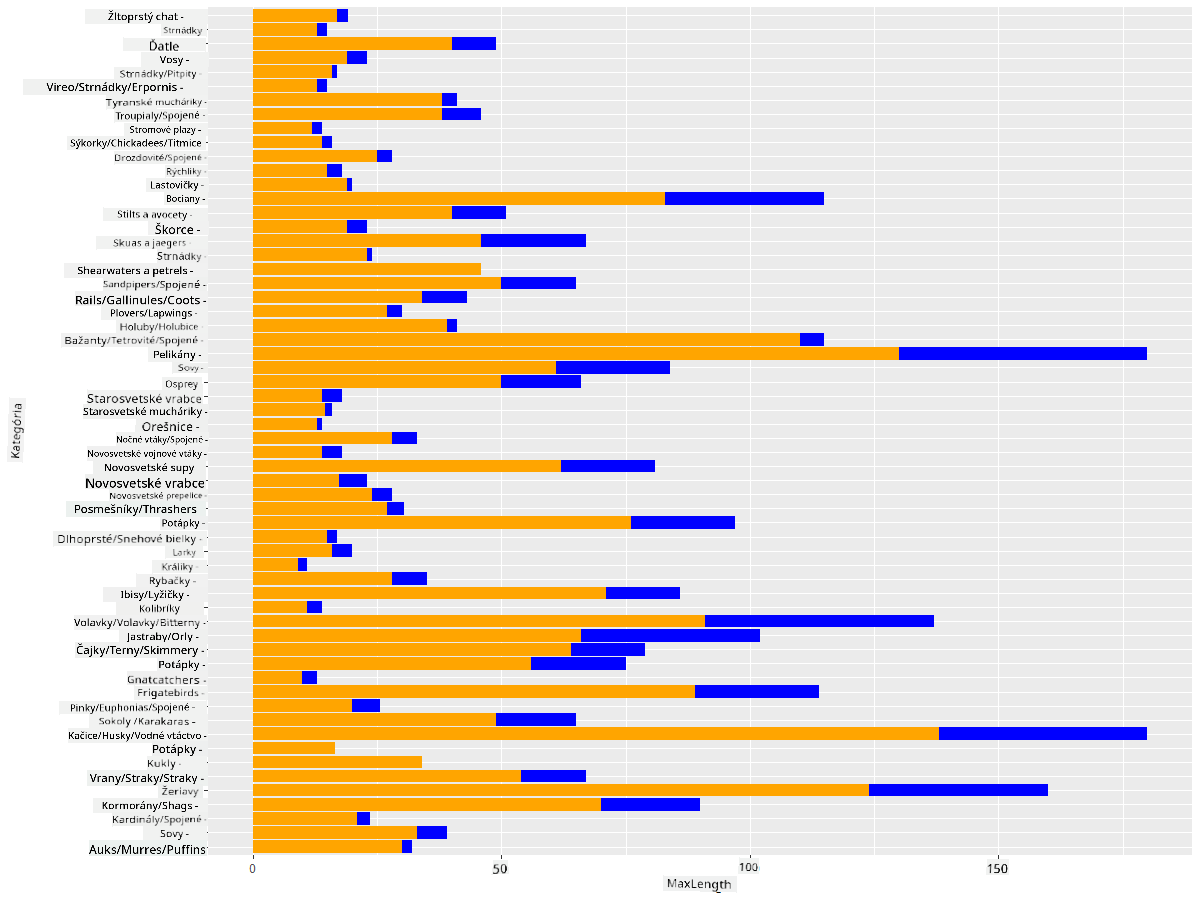 Žltoprstý chat -
Strnádky
Ďatle
Vosy -
Strnádky/Pitpity -
Vireo/Strnádky/Erpornis -
Tyranské mucháriky -
Troupialy/Spojené -
Stromové plazy -
Sýkorky/Chickadees/Titmice
Drozdovité/Spojené -
Rýchliky -
Lastovičky -
Bociany -
Stilts a avocety -
Škorce -
Skuas a jaegers -
Strnádky -
Shearwaters a petrels -
Sandpipers/Spojené -
Rails/Gallinules/Coots -
Plovers/Lapwings -
Holuby/Holubice -
Bažanty/Tetrovité/Spojené -
Pelikány -
Sovy -
Osprey -
Starosvetské vrabce
Starosvetské mucháriky -
Orešnice -
Nočné vtáky/Spojené -
Novosvetské vojnové vtáky -
Novosvetské supy -
Novosvetské vrabce
Novosvetské prepelice -
Posmešníky/Thrashers
Potápky -
Dlhoprsté/Snehové bielky -
Larky -
Králiky -
Rybačky -
Ibisy/Lyžičky -
Kolibríky
Volavky/Volavky/Bitterny -
Jastraby/Orly -
Čajky/Terny/Skimmery -
Potápky -
Gnatcatchers -
Frigatebirds -
Pinky/Euphonias/Spojené -
Sokoly /Karakaras -
Kačice/Husky/Vodné vtáctvo -
Potápky -
Kukly -
Vrany/Straky/Straky -
Žeriavy
Kormorány/Shags -
Kardinály/Spojené -
Sovy -
Auks/Murres/Puffins
Kategória
0 50 100 150
MaxLength